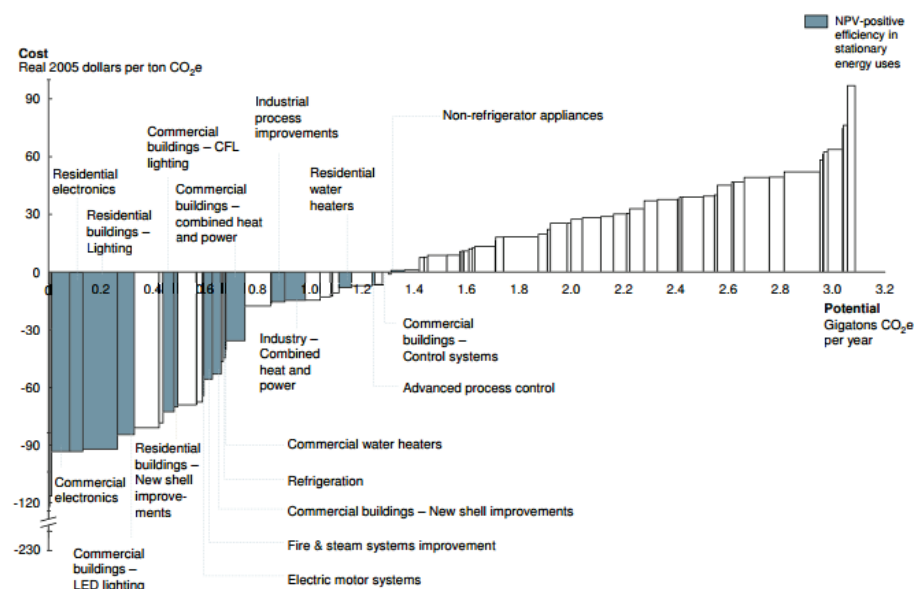 NPV-positive
efficiency in
stationary
energy uses
Cost
Real 2005 dollars per ton CO₂e
90
60
30
0
-30
-60
-90
-120
-230
Residential
electronics
Residential
buildings –
Lighting
Commercial
buildings – CFL
lighting
Commercial
buildings –
combined heat
and power
Industrial
process
improvements
Residential
water
heaters
Non-refrigerator appliances
0 0.2 0.4 0.6 0.8 1.0 1.2 1.4 1.6 1.8 2.0 2.2 2.4 2.6 2.8 3.0 3.2
Potential
Gigatons CO₂e
per year
Commercial
electronics
Commercial
buildings –
LED lighting
Residential
buildings –
New shell
improve-
ments
Industry –
Combined
heat and
power
Commercial
buildings –
Control systems
Advanced process control
Commercial water heaters
Refrigeration
Commercial buildings – New shell improvements
Fire & steam systems improvement
Electric motor systems